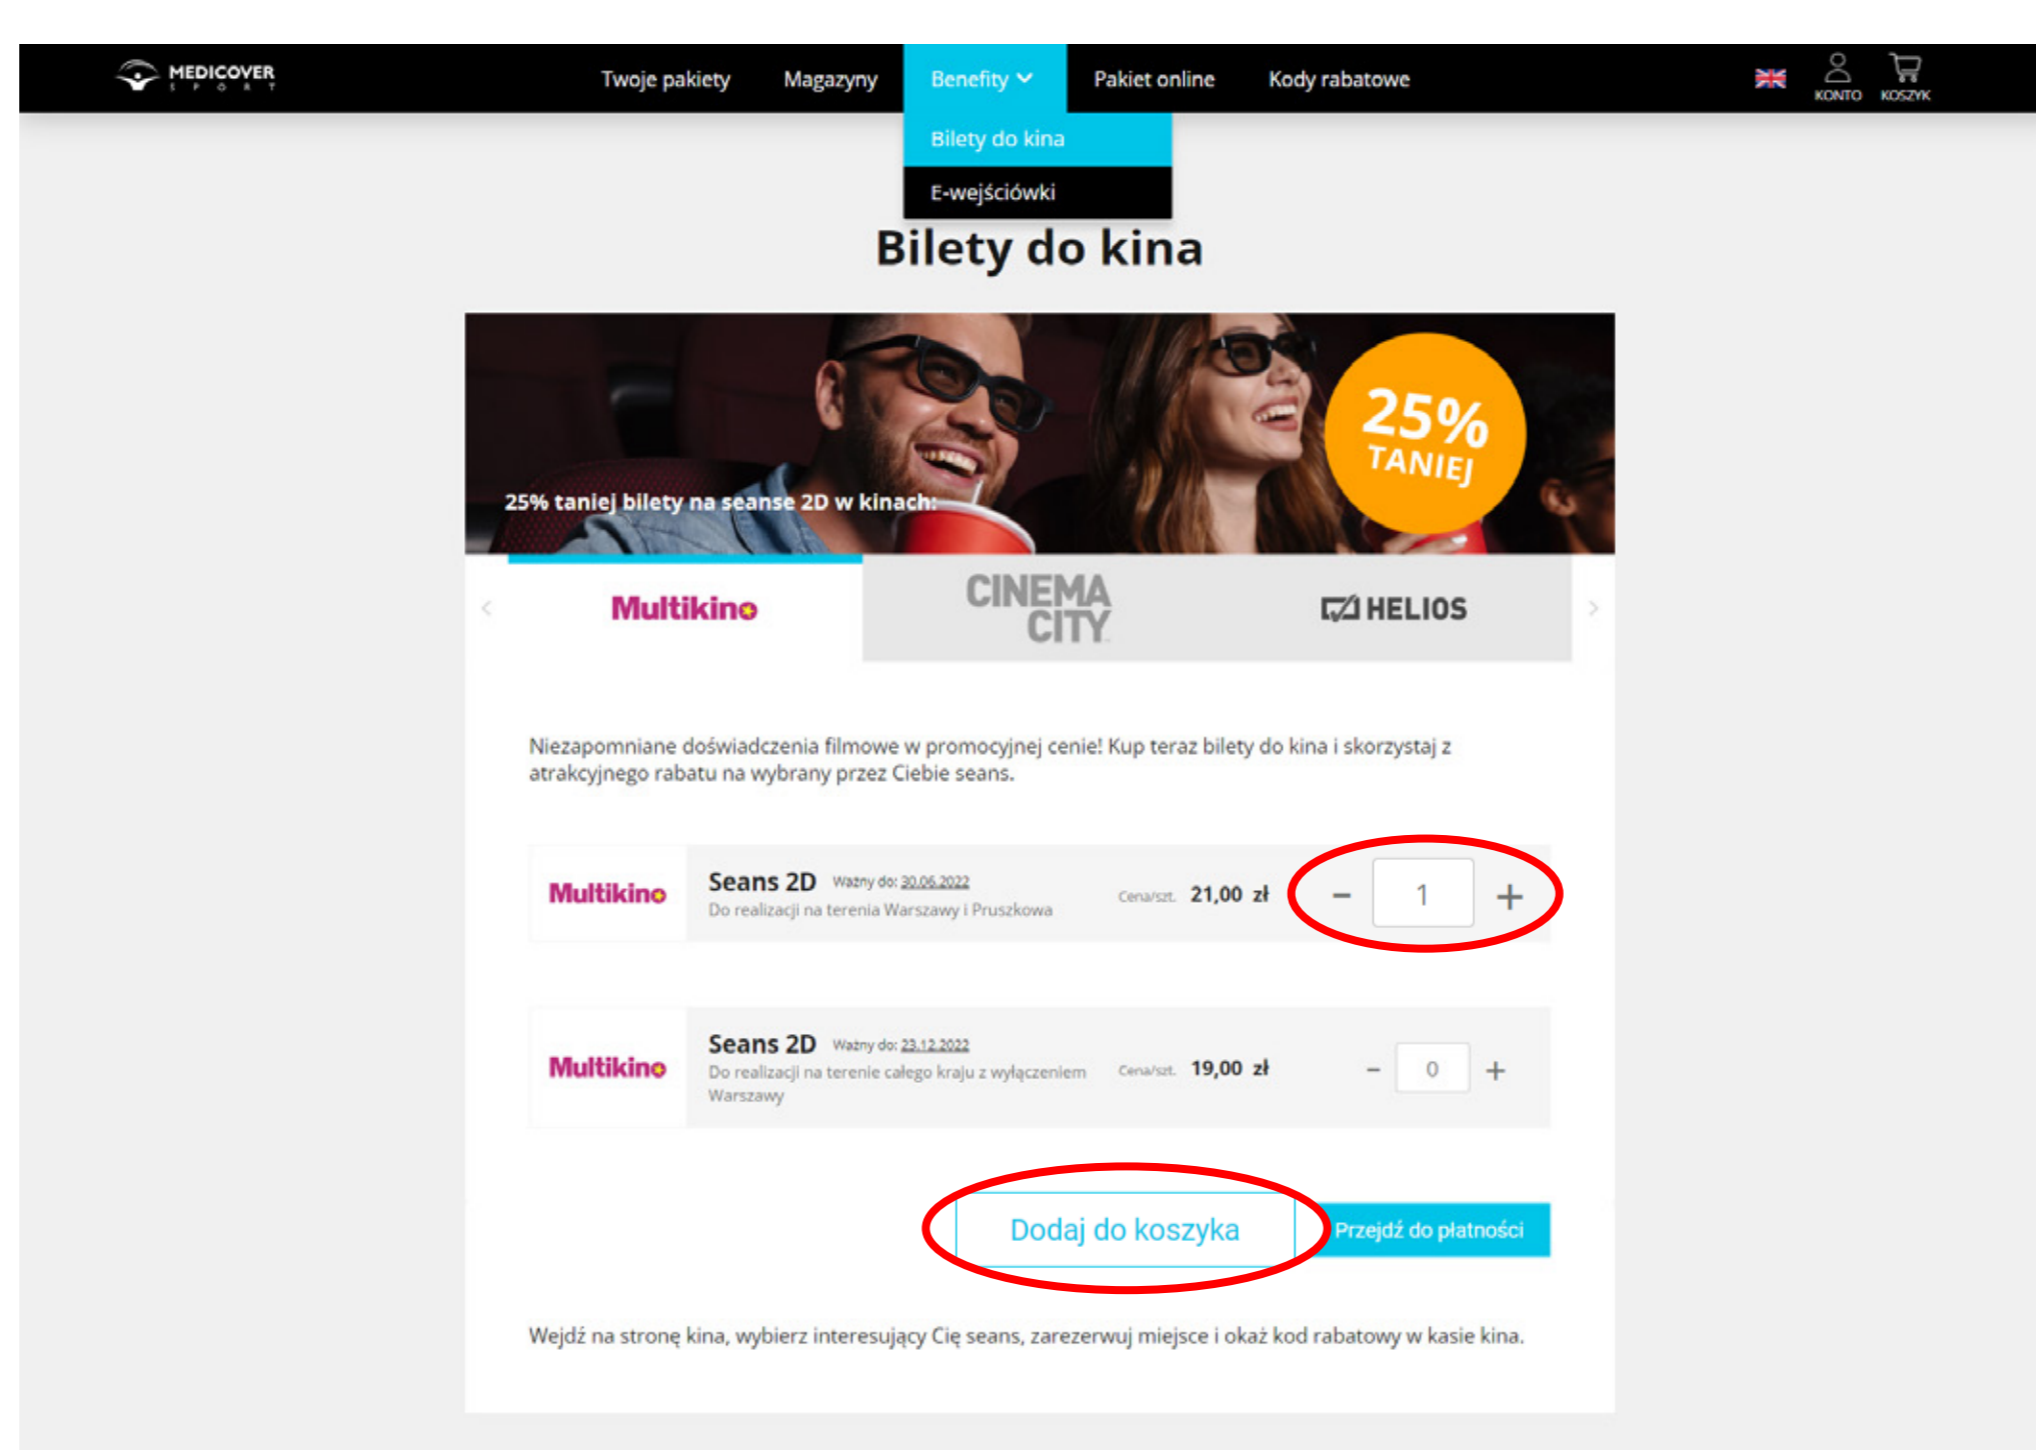 MEDICOVER
SPORT
Twoje pakiety Magazyny Benefity Pakiet online Kody rabatowe
KONTO KOSZYK
Bilety do kina
E-wejściówki
Bilety do kina
25%
TANIEJ
25% taniej bilety na seanse 2D w kinach:
Multikino CINEMA CITY HELIOS
Niezapomniane doświadczenia filmowe w promocyjnej cenie! Kup teraz bilety do kina i skorzystaj z
atrakcyjnego rabatu na wybrany przez Ciebie seans.
Multikino Seans 2D Ważny do: 30.06.2022 Cena/szt. 21,00 zł - 1 +
Do realizacji na terenia Warszawy i Pruszkowa
Multikino Seans 2D Ważny do: 23.12.2022 Cena/szt. 19,00 zł - 0 +
Do realizacji na terenie całego kraju z wyłączeniem
Warszawy
Dodaj do koszyka Przejdź do płatności
Wejdź na stronę kina, wybierz interesujący Cię seans, zarezerwuj miejsce i okaż kod rabatowy w kasie kina.